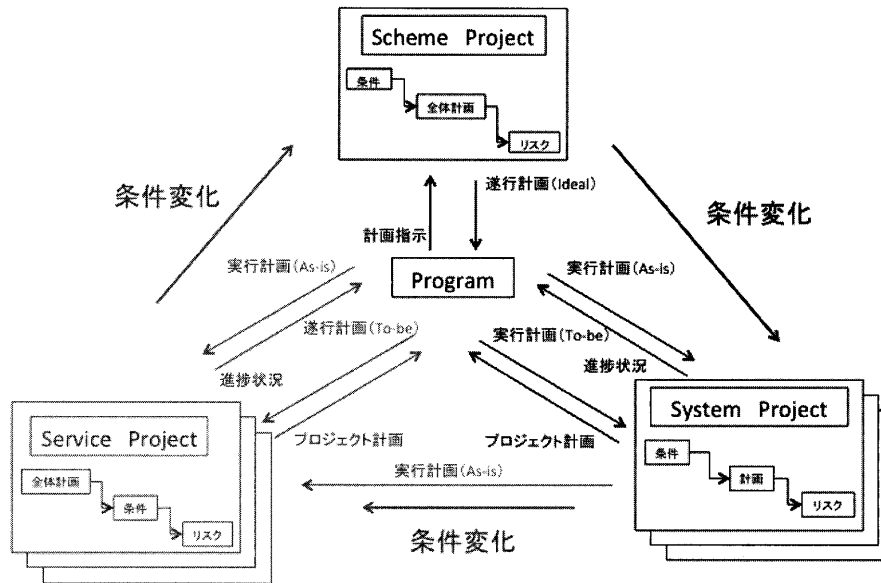 Scheme Project
条件
全体計画
リスク
条件変化
条件変化
遂行計画(Ideal)
計画指示
実行計画(As-is)
Program
実行計画(As-is)
遂行計画(To-be)
実行計画(To-be)
進捗状況
進捗状況
Service Project
全体計画
条件
リスク
プロジェクト計画
プロジェクト計画
System Project
条件
計画
リスク
実行計画(As-is)
条件変化